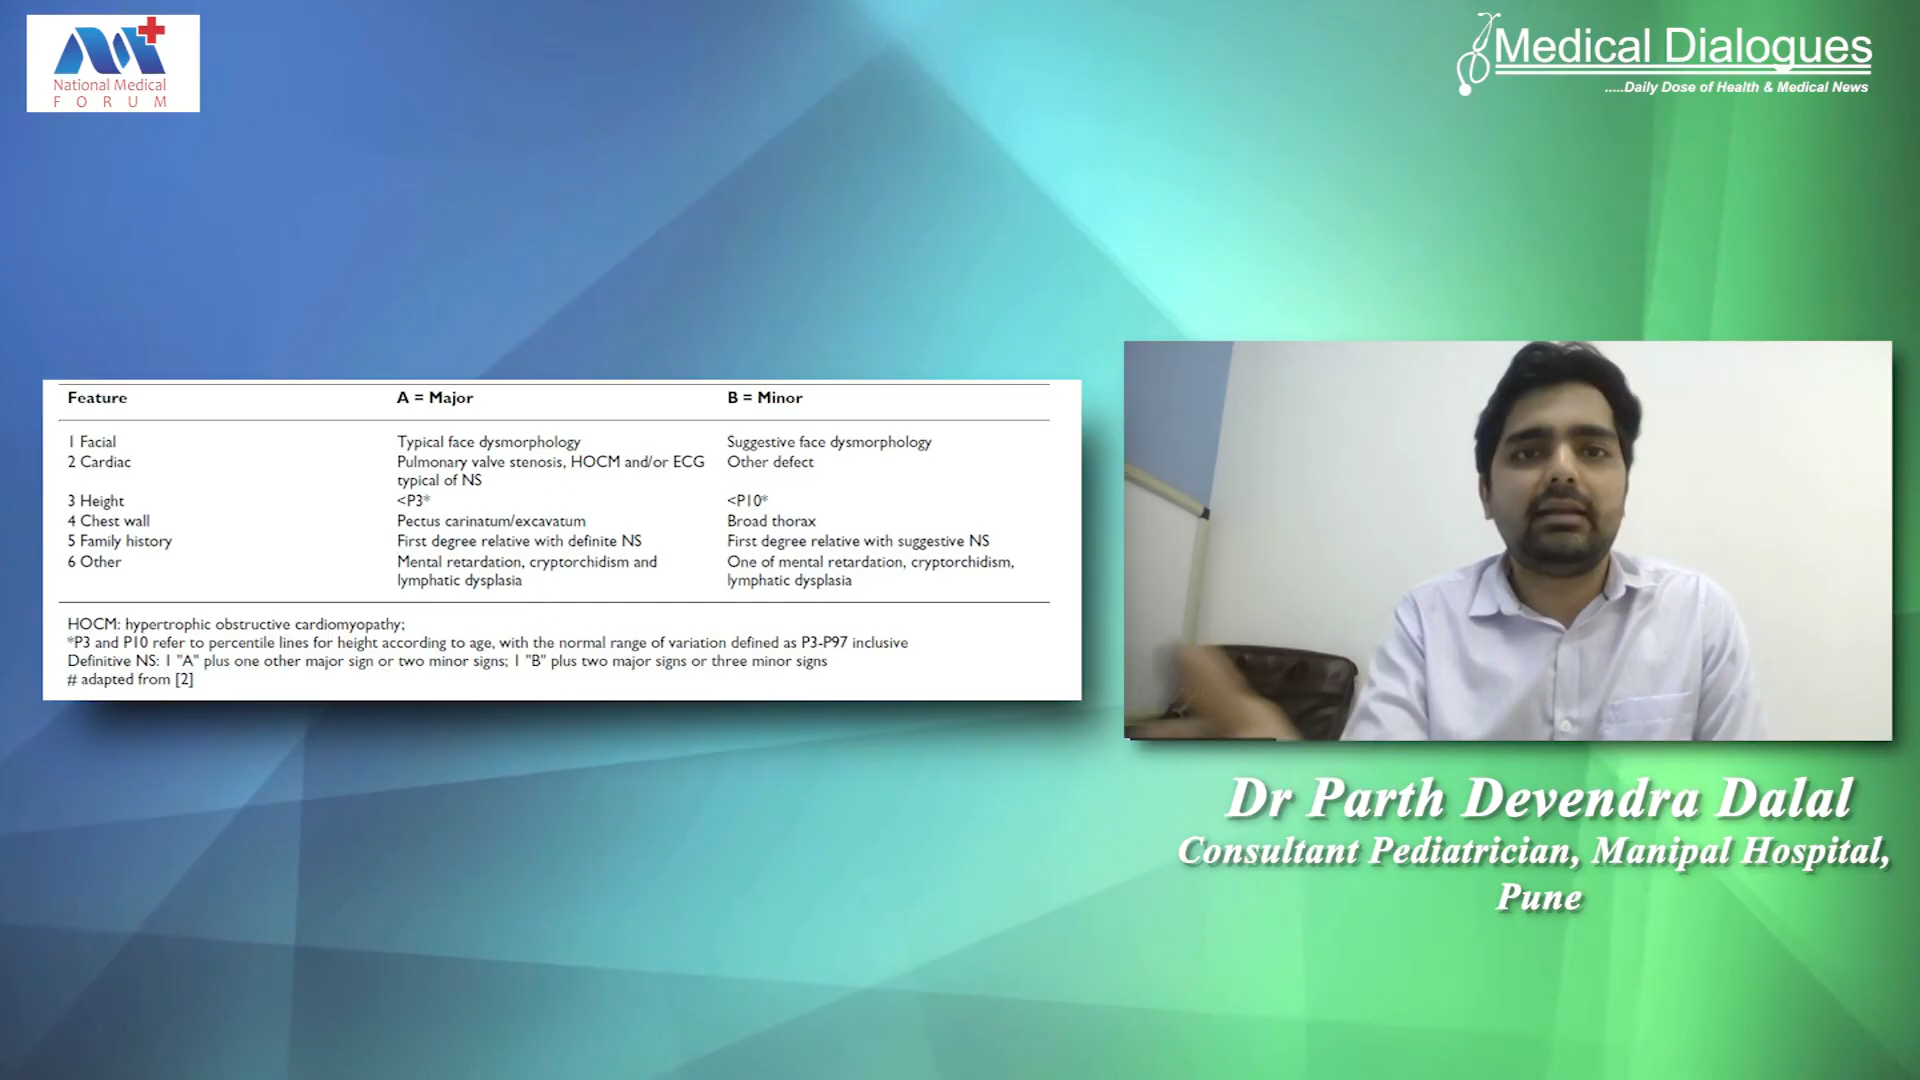 National Medical
FORUM
Medical Dialogues
.....Daily Dose of Health & Medical News
Feature A = Major B = Minor
1 Facial Typical face dysmorphology Suggestive face dysmorphology
2 Cardiac Pulmonary valve stenosis, HOCM and/or ECG Other defect
typical of NS
3 Height <P3* <P10*
4 Chest wall Pectus carinatum/excavatum Broad thorax
5 Family history First degree relative with definite NS First degree relative with suggestive NS
6 Other Mental retardation, cryptorchidism and One of mental retardation, cryptorchidism,
lymphatic dysplasia lymphatic dysplasia
HOCM: hypertrophic obstructive cardiomyopathy;
*P3 and P10 refer to percentile lines for height according to age, with the normal range of variation defined as P3-P97 inclusive
Definitive NS: 1 "A" plus one other major sign or two minor signs; 1 "B" plus two major signs or three minor signs
# adapted from [2]
Dr Parth Devendra Dalal
Consultant Pediatrician, Manipal Hospital,
Pune